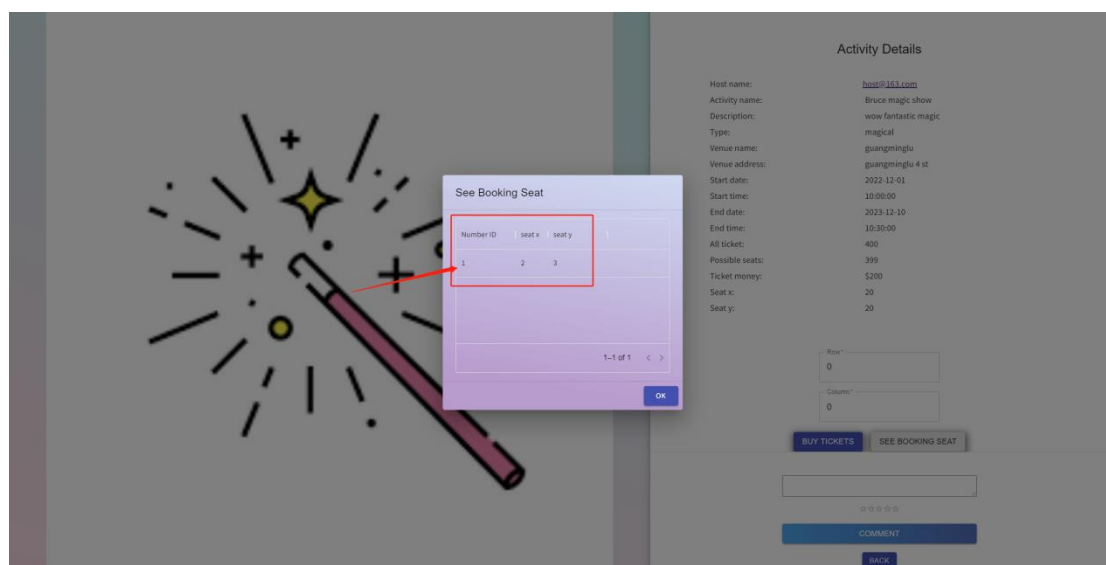 See Booking Seat
Number ID seat x seat y
1 2 3
1–1 of 1
OK
Activity Details
Host name: host@163.com
Activity name: Bruce magic show
Description: wow fantastic magic
Type: magical
Venue name: guangminglu
Venue address: guangminglu 4 st
Start date: 2022-12-01
Start time: 10:00:00
End date: 2023-12-10
End time: 10:30:00
All ticket: 400
Possible seats: 399
Ticket money: $200
Seat x: 20
Seat y: 20
Row*
0
Column*
0
BUY TICKETS SEE BOOKING SEAT
COMMENT
BACK